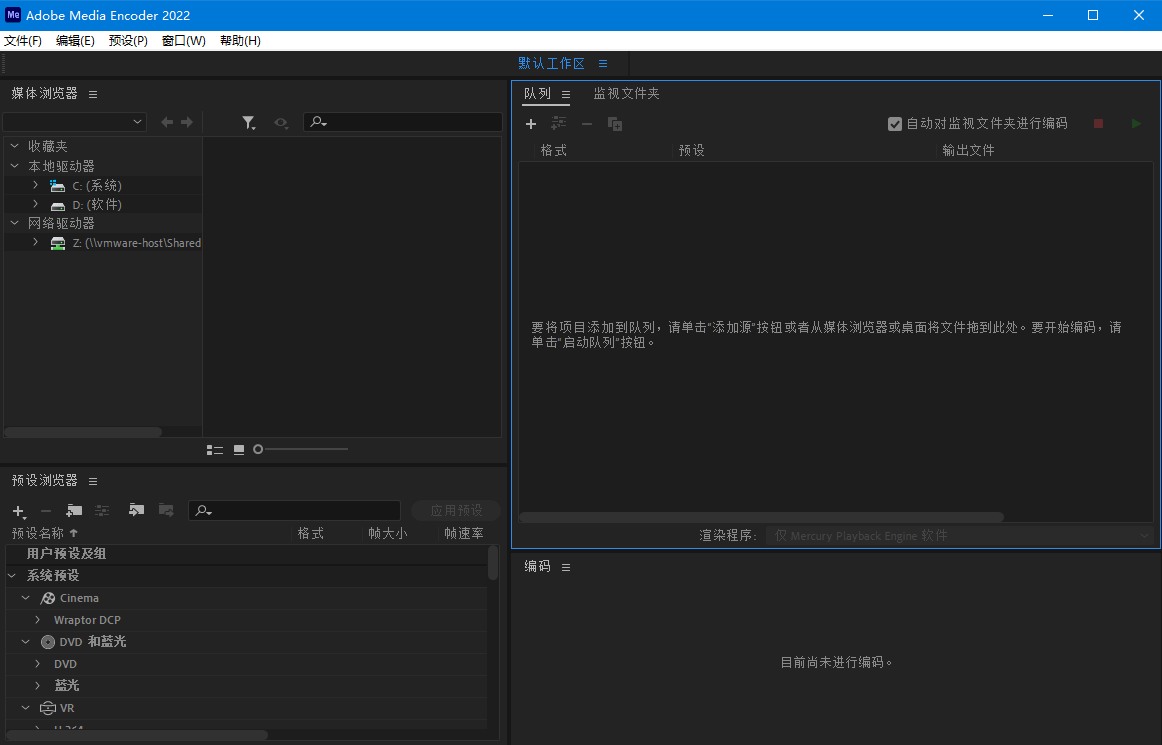 Me Adobe Media Encoder 2022
文件(F) 编辑(E) 预设(P) 窗口(W) 帮助(H)
默认工作区
媒体浏览器
收藏夹
本地驱动器
C: (系统)
D: (软件)
网络驱动器
Z: (\\vmware-host\Shared
队列 监视文件夹
自动对监视文件夹进行编码
格式 预设 输出文件
要将项目添加到队列，请单击"添加源"按钮或者从媒体浏览器或桌面将文件拖到此处。要开始编码，请
单击"启动队列"按钮。
渲染程序: 仅 Mercury Playback Engine 软件
预设浏览器
应用预设
预设名称 格式 帧大小 帧速率
用户预设及组
系统预设
Cinema
Wraptor DCP
DVD 和蓝光
DVD
蓝光
VR
H.264
编码
目前尚未进行编码。